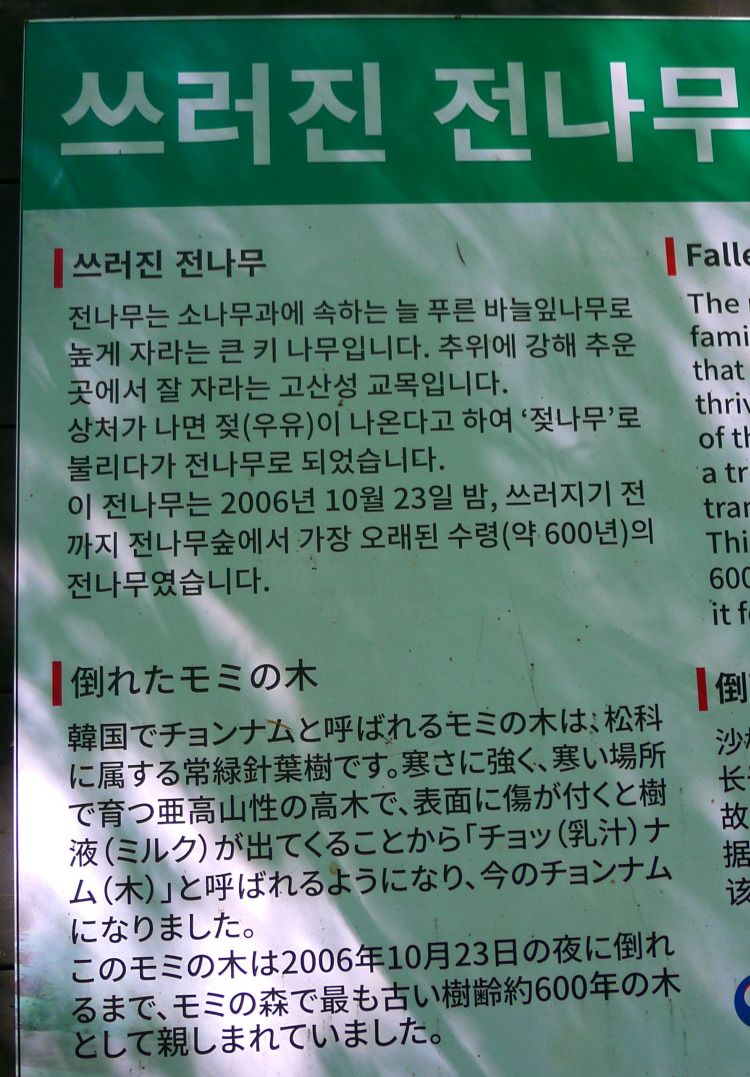 쓰러진 전나무
쓰러진 전나무
전나무는 소나무과에 속하는 늘 푸른 바늘잎나무로
높게 자라는 큰 키 나무입니다. 추위에 강해 추운
곳에서 잘 자라는 고산성 교목입니다.
상처가 나면 젖(우유)이 나온다고 하여 ‘젖나무’로
불리다가 전나무로 되었습니다.
이 전나무는 2006년 10월 23일 밤, 쓰러지기 전
까지 전나무숲에서 가장 오래된 수령(약 600년)의
전나무였습니다.
倒れたモミの木
韓国でチョンナムと呼ばれるモミの木は、松科
に属する常緑針葉樹です。寒さに強く、寒い場所
で育つ亜高山性の高木で、表面に傷が付くと樹
液（ミルク）が出てくることから「チョッ（乳汁）ナ
ム（木）」と呼ばれるようになり、今のチョンナム
になりました。
このモミの木は2006年10月23日の夜に倒れ
るまで、モミの森で最も古い樹齢約600年の木
として親しまれていました。
Falle
The
fami
that
thriv
of th
a tr
tran
Thi
600
it f
倒
沙
长
故
据
该